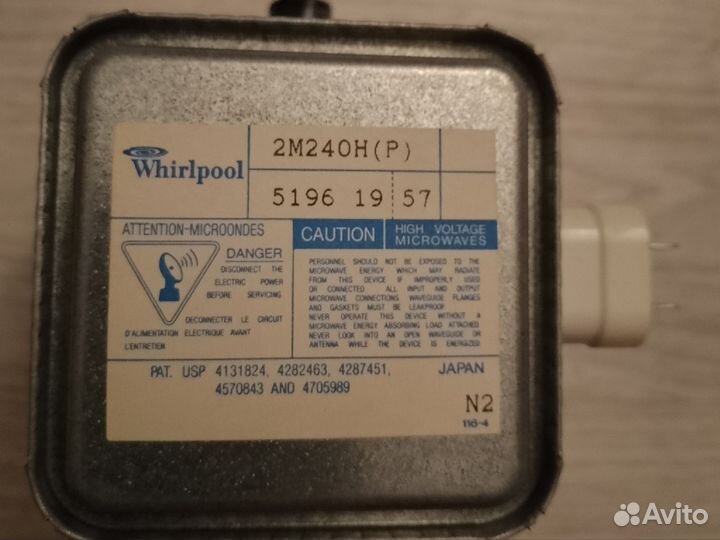 Whirlpool
2M240H(P)
5196 19 57
ATTENTION-MICROONDES
DANGER
DISCONNECT THE
ELECTRIC POWER
BEFORE SERVICING
DECONNECTER LE CIRCUIT
D'ALIMENTATION ELECTRIQUE AVANT
L'ENTRETIEN
CAUTION
HIGH VOLTAGE
MICROWAVES
PERSONNEL SHOULD NOT BE EXPOSED TO THE
MICROWAVE ENERGY WHICH MAY RADIATE
FROM THIS DEVICE IF IMPROPERLY USED
OR CONNECTED ALL INPUT AND OUTPUT
MICROWAVE CONNECTIONS WAVEGUIDE FLANGES
AND GASKETS MUST BE LEAKPROOF
NEVER OPERATE THIS DEVICE WITHOUT A
MICROWAVE ENERGY ABSORBING LOAD ATTACHED
NEVER LOOK INTO AN OPEN WAVEGUIDE OR
ANTENNA WHILE THE DEVICE IS ENERGIZED
PAT. USP 4131824, 4282463, 4287451,
4570843 AND 4705989
JAPAN
N2
116-4
Avito